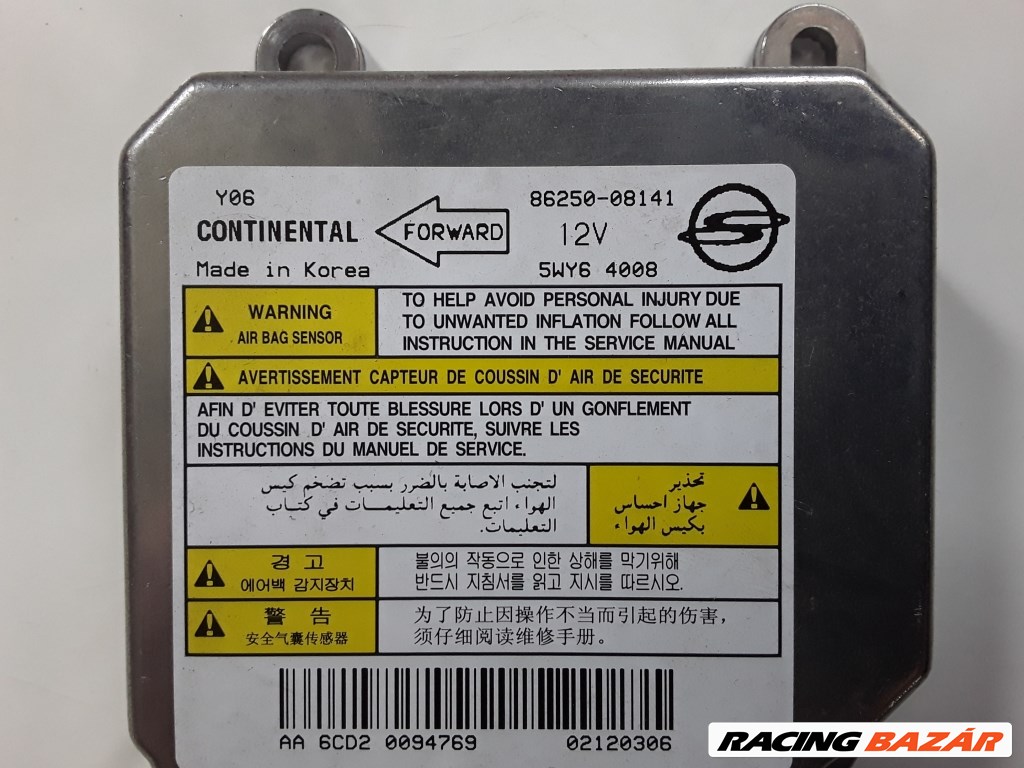 Y06
86250-08141
CONTINENTAL
FORWARD
12V
Made in Korea
5WY6 4008
WARNING
AIR BAG SENSOR
TO HELP AVOID PERSONAL INJURY DUE
TO UNWANTED INFLATION FOLLOW ALL
INSTRUCTION IN THE SERVICE MANUAL
AVERTISSEMENT CAPTEUR DE COUSSIN D' AIR DE SECURITE
AFIN D' EVITER TOUTE BLESSURE LORS D' UN GONFLEMENT
DU COUSSIN D' AIR DE SECURITE, SUIVRE LES
INSTRUCTIONS DU MANUEL DE SERVICE.
تحذير
جهاز احساس
بكيس الهواء
لتجنب الاصابة بالضرر بسبب تضخم كيس
الهواء اتبع جميع التعليمـــات في كتـــاب
التعليمات.
경 고
에어백 감지장치
불의의 작동으로 인한 상해를 막기위해
반드시 지침서를 읽고 지시를 따르시오.
警 告
安全气囊传感器
为了防止因操作不当而引起的伤害，
须仔细阅读维修手册。
AA 6CD2 0094769
02120306
RACING BAZÁR